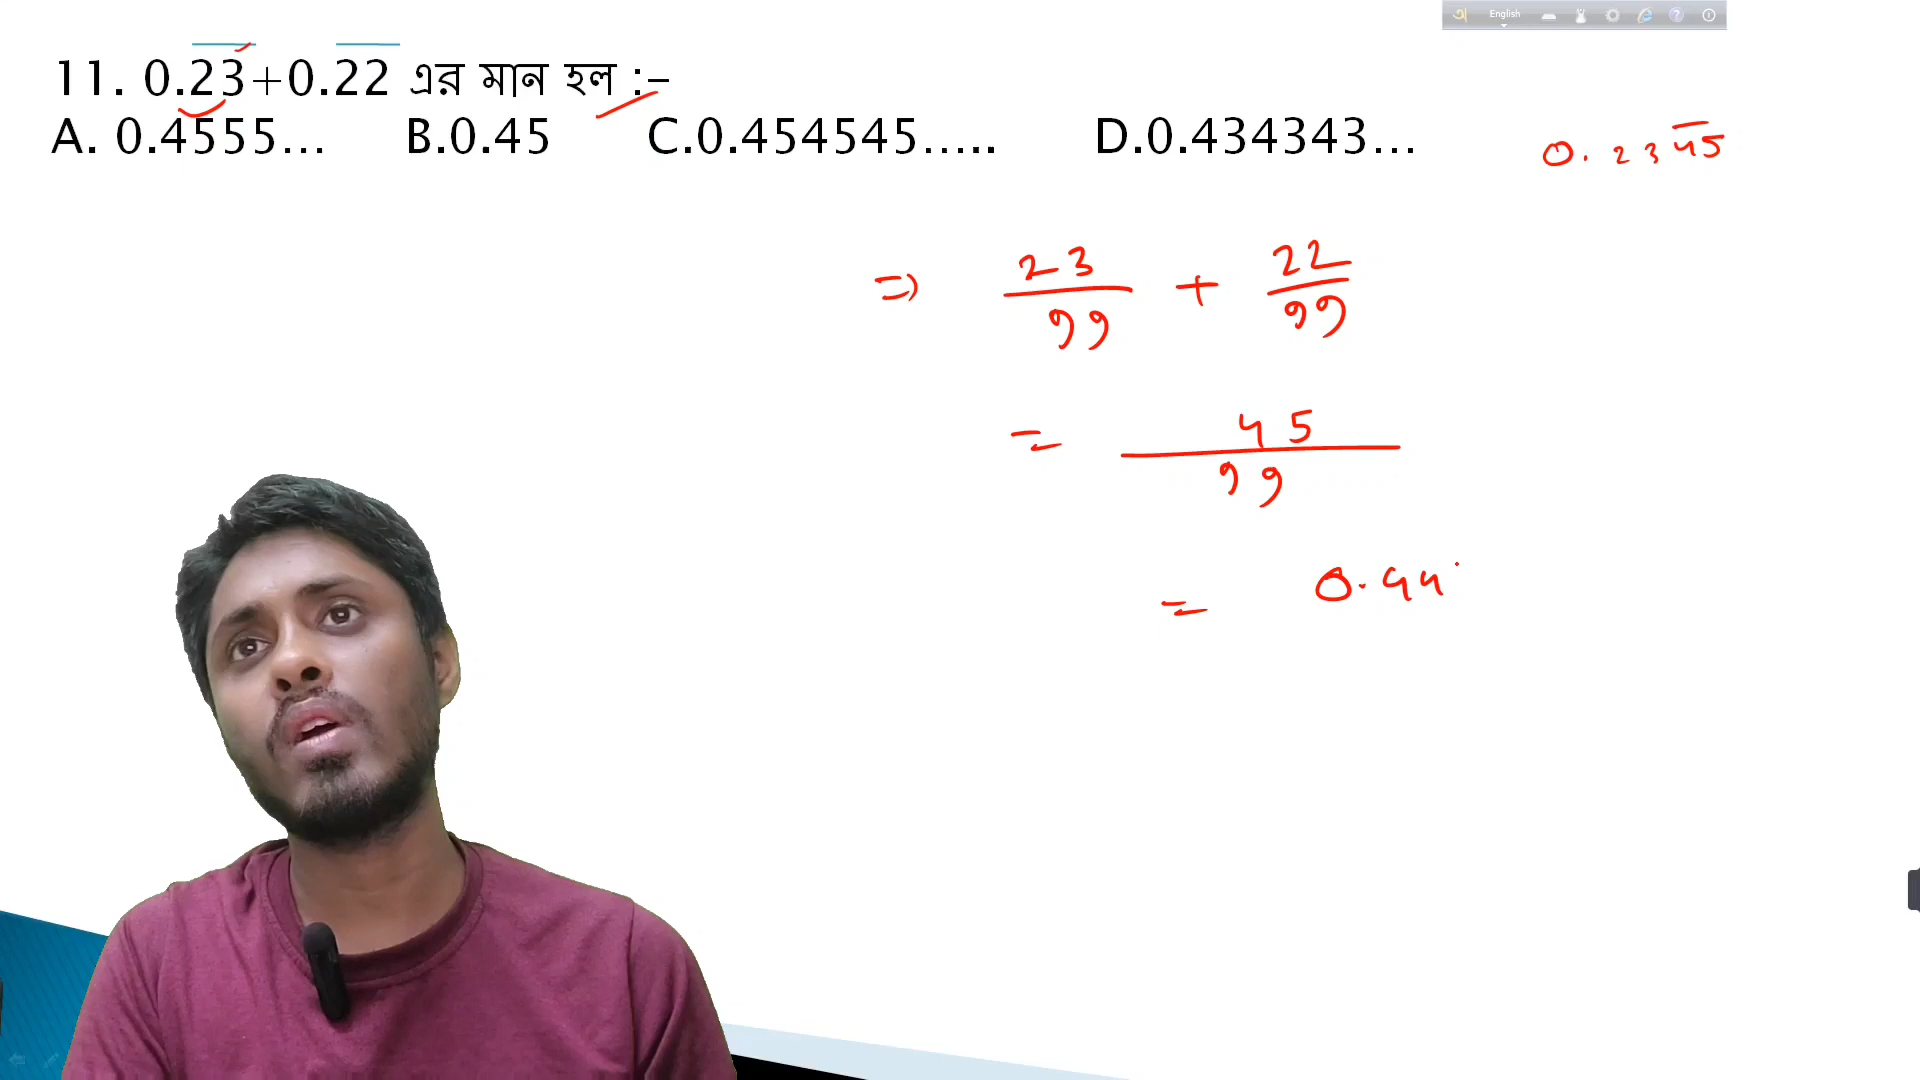 English
11. 0.23+0.22 এর মান হল :-
A. 0.4555... B.0.45 C.0.454545..... D.0.434343...
0.2345
⇒ 23/99 + 22/99
= 45/99
= 0.44